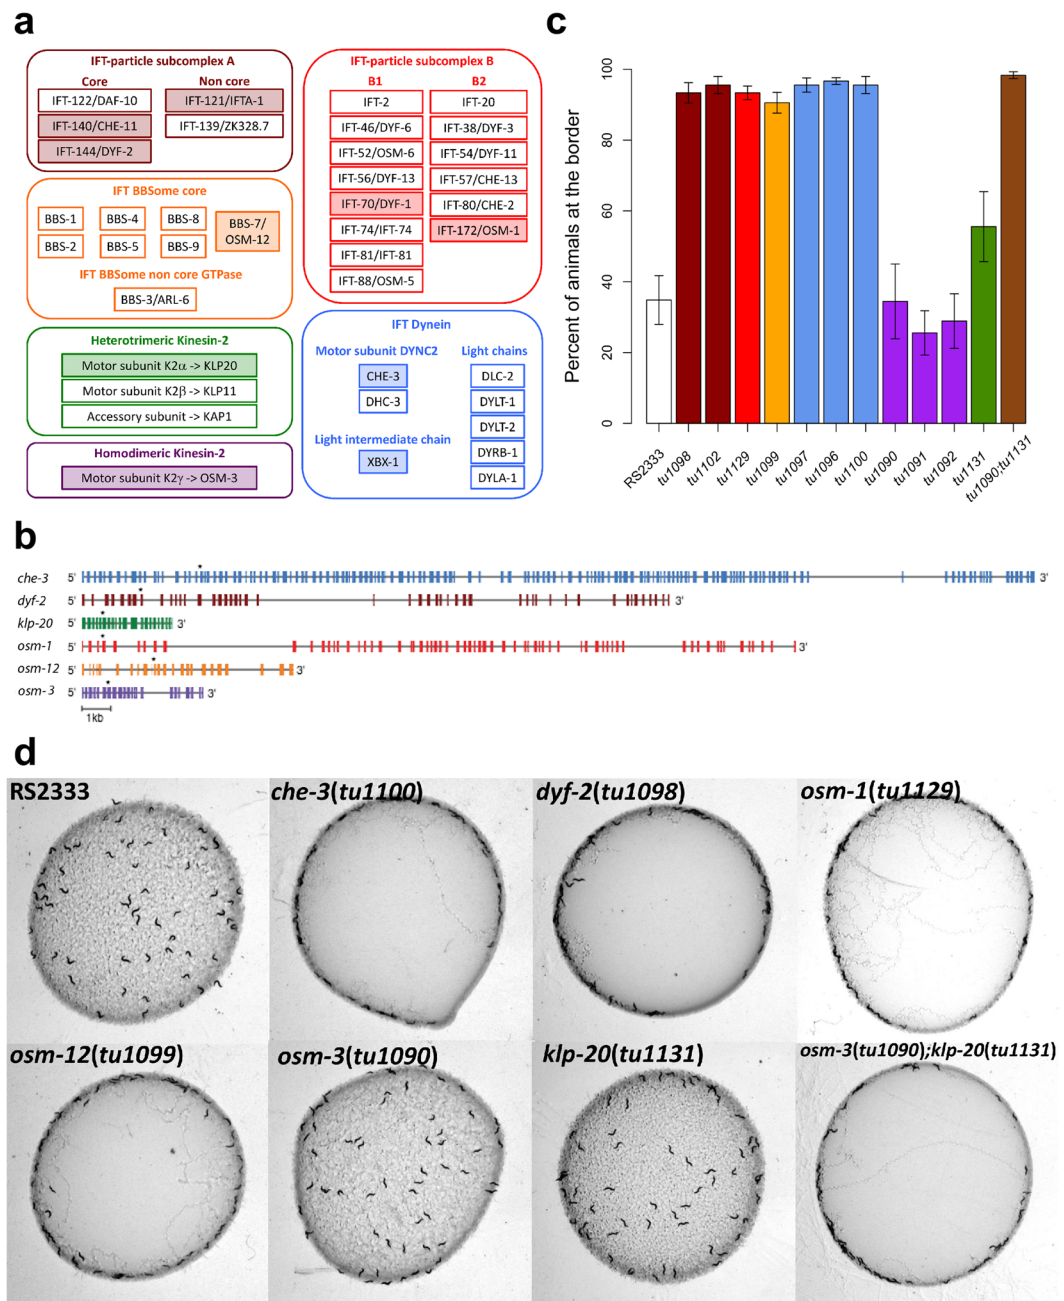 a
IFT-particle subcomplex A
Core
Non core
IFT-122/DAF-10
IFT-121/IFTA-1
IFT-140/CHE-11
IFT-139/ZK328.7
IFT-144/DYF-2
IFT BBSome core
BBS-1
BBS-4
BBS-8
BBS-7/
OSM-12
BBS-2
BBS-5
BBS-9
IFT BBSome non core GTPase
BBS-3/ARL-6
Heterotrimeric Kinesin-2
Motor subunit K2α -> KLP20
Motor subunit K2β -> KLP11
Accessory subunit -> KAP1
Homodimeric Kinesin-2
Motor subunit K2γ -> OSM-3
IFT-particle subcomplex B
B1
B2
IFT-2
IFT-20
IFT-46/DYF-6
IFT-38/DYF-3
IFT-52/OSM-6
IFT-54/DYF-11
IFT-56/DYF-13
IFT-57/CHE-13
IFT-70/DYF-1
IFT-80/CHE-2
IFT-74/IFT-74
IFT-172/OSM-1
IFT-81/IFT-81
IFT-88/OSM-5
IFT Dynein
Motor subunit DYNC2
Light chains
CHE-3
DLC-2
DHC-3
DYLT-1
DYLT-2
Light intermediate chain
DYRB-1
XBX-1
DYLA-1
c
Percent of animals at the border
100
80
60
40
20
0
RS2333
tu1098
tu1102
tu1129
tu1099
tu1097
tu1096
tu1100
tu1090
tu1091
tu1092
tu1131
tu1090;tu1131
b
che-3 5' * 3'
dyf-2 5' * 3'
klp-20 5' * 3'
osm-1 5' * 3'
osm-12 5' * 3'
osm-3 5' * 3'
1kb
d
RS2333
che-3(tu1100)
dyf-2(tu1098)
osm-1(tu1129)
osm-12(tu1099)
osm-3(tu1090)
klp-20(tu1131)
osm-3(tu1090);klp-20(tu1131)